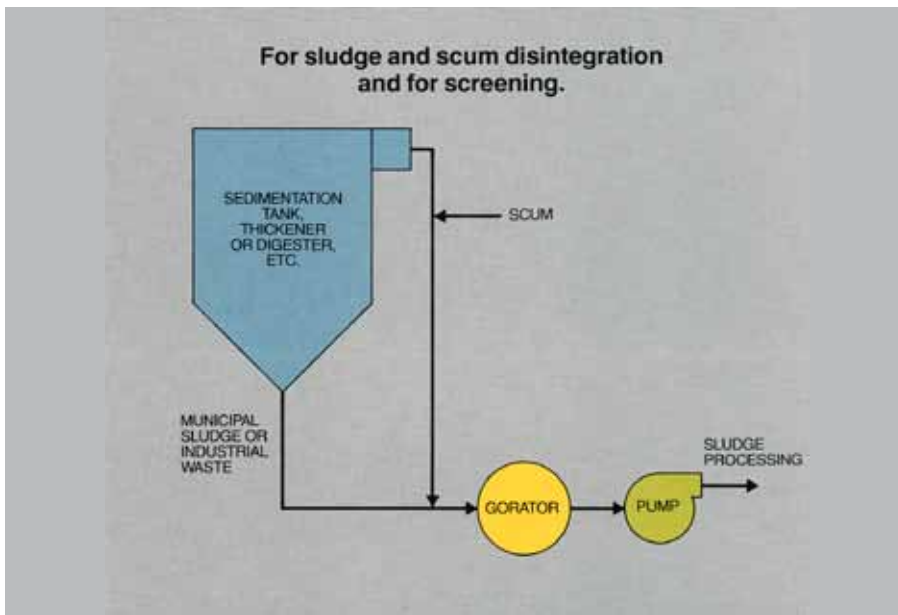 For sludge and scum disintegration
and for screening.
SEDIMENTATION
TANK,
THICKENER
OR DIGESTER,
ETC.
SCUM
MUNICIPAL
SLUDGE OR
INDUSTRIAL
WASTE
GORATOR
PUMP
SLUDGE
PROCESSING